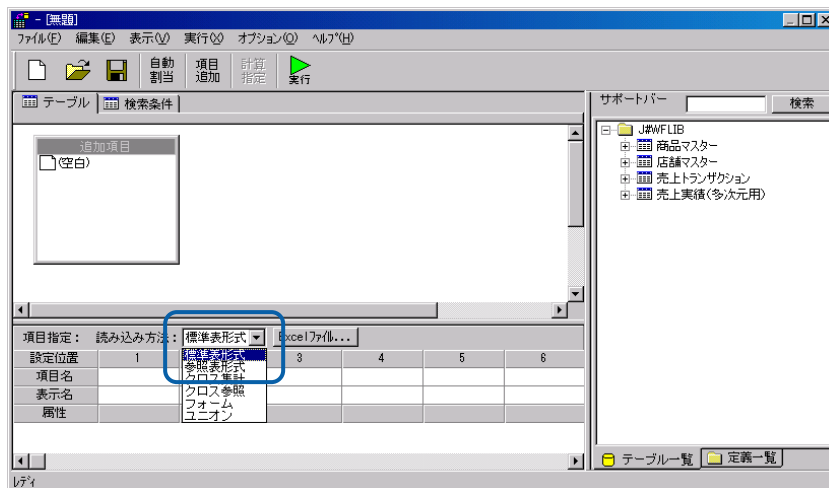 - [無題]
ﾌｧｲﾙ(F) 編集(E) 表示(V) 実行(X) オプション(O) ﾍﾙﾌﾟ(H)
自動割当 項目追加 計算指定 実行
テーブル 検索条件
追加項目
(空白)
項目指定： 読み込み方法： 標準表形式 Excelﾌｧｲﾙ...
標準表形式
参照表形式
クロス集計
クロス参照
フォーム
ユニオン
設定位置 1 3 4 5 6
項目名
表示名
属性
ﾚﾃﾞｨ
サポートバー 検索
J#WFLIB
商品マスター
店舗マスター
売上トランザクション
売上実績(多次元用)
テーブル一覧 定義一覧